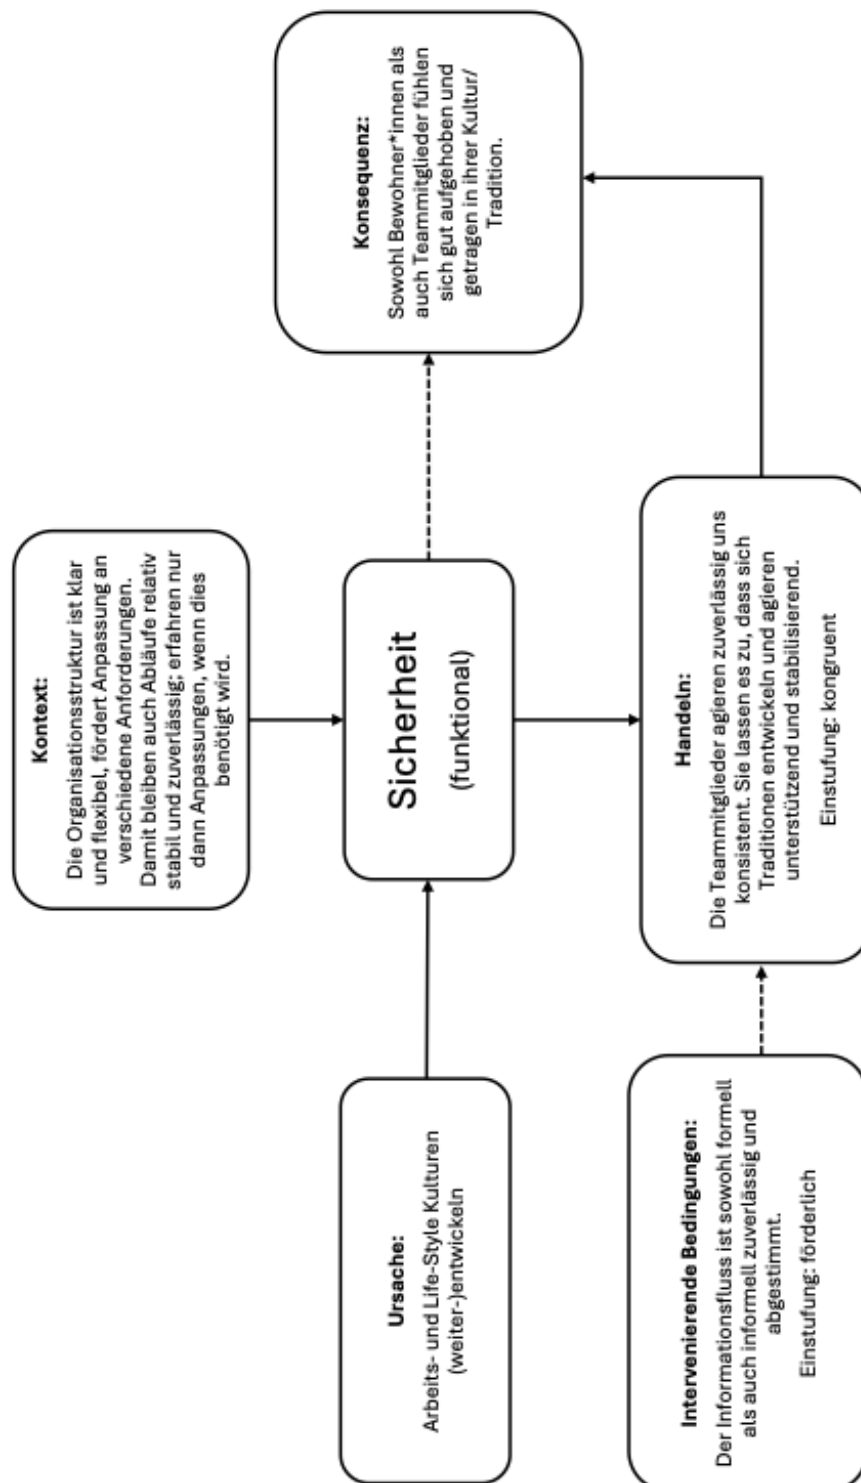 Kontext:
Die Organisationsstruktur ist klar
und flexibel, fördert Anpassung an
verschiedene Anforderungen.
Damit bleiben auch Abläufe relativ
stabil und zuverlässig; erfahren nur
dann Anpassungen, wenn dies
benötigt wird.
Ursache:
Arbeits- und Life-Style Kulturen
(weiter-)entwickeln
Sicherheit
(funktional)
Konsequenz:
Sowohl Bewohner*innen als
auch Teammitglieder fühlen
sich gut aufgehoben und
getragen in ihrer Kultur/
Tradition.
Intervenierende Bedingungen:
Der Informationsfluss ist sowohl formell
als auch informell zuverlässig und
abgestimmt.
Einstufung: förderlich
Handeln:
Die Teammitglieder agieren zuverlässig uns
konsistent. Sie lassen es zu, dass sich
Traditionen entwickeln und agieren
unterstützend und stabilisierend.
Einstufung: kongruent